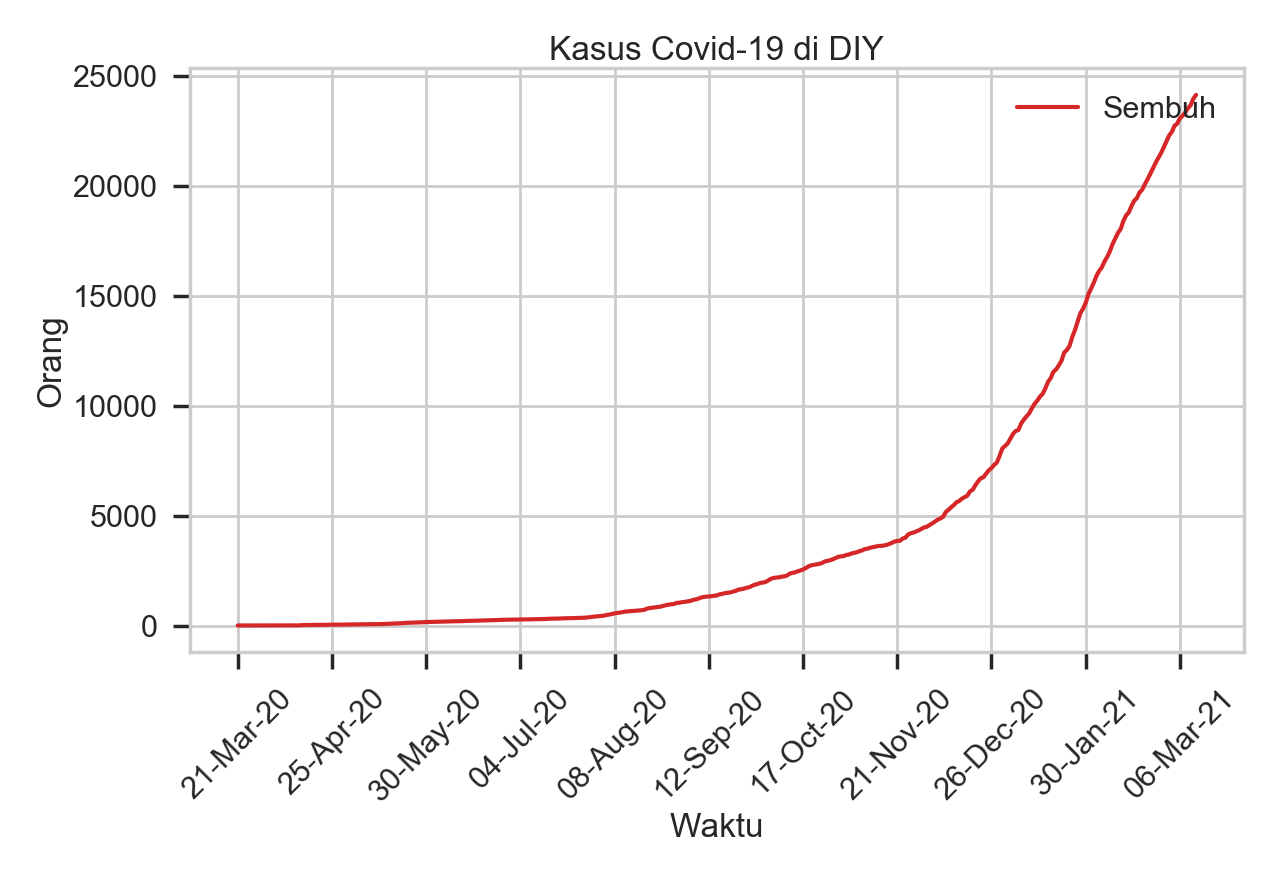 Kasus Covid-19 di DIY
Sembuh
Orang
25000
20000
15000
10000
5000
0
21-Mar-20
25-Apr-20
30-May-20
04-Jul-20
08-Aug-20
12-Sep-20
17-Oct-20
21-Nov-20
26-Dec-20
30-Jan-21
06-Mar-21
Waktu